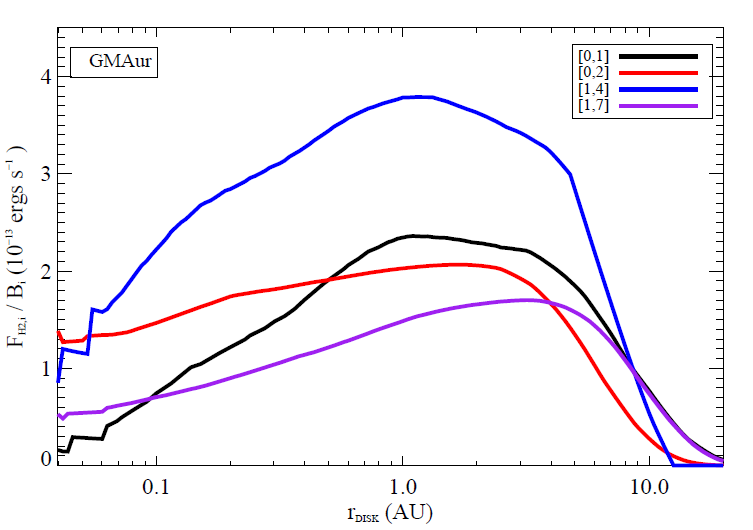 GMAur
[0,1]
[0,2]
[1,4]
[1,7]
4
3
2
1
0
F_H2,i / B_i (10^-13 ergs s^-1)
0.1 1.0 10.0
r_DISK (AU)